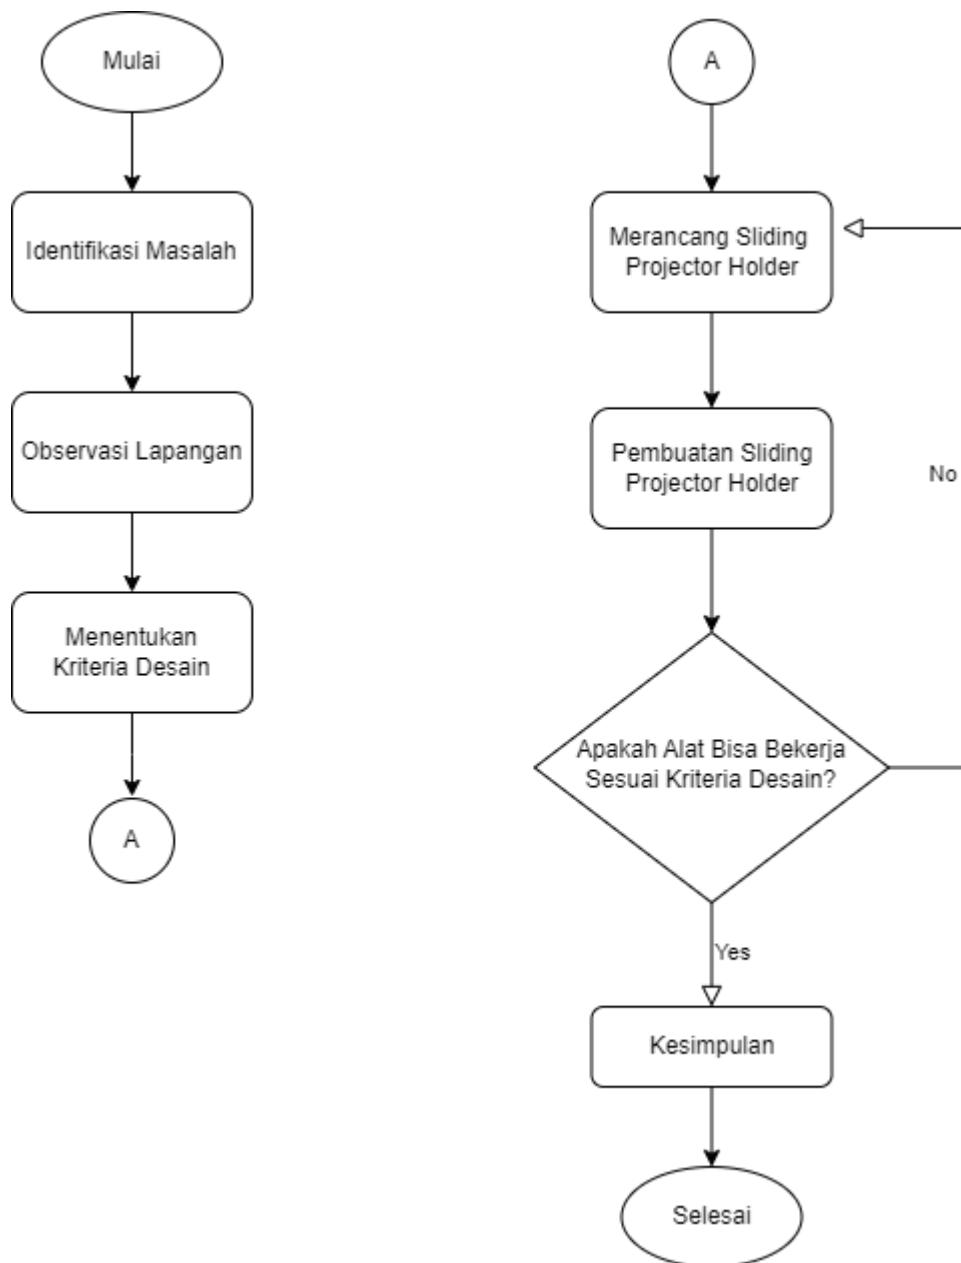 Mulai
Identifikasi Masalah
Observasi Lapangan
Menentukan
Kriteria Desain
A
A
Merancang Sliding
Projector Holder
Pembuatan Sliding
Projector Holder
No
Apakah Alat Bisa Bekerja
Sesuai Kriteria Desain?
Yes
Kesimpulan
Selesai